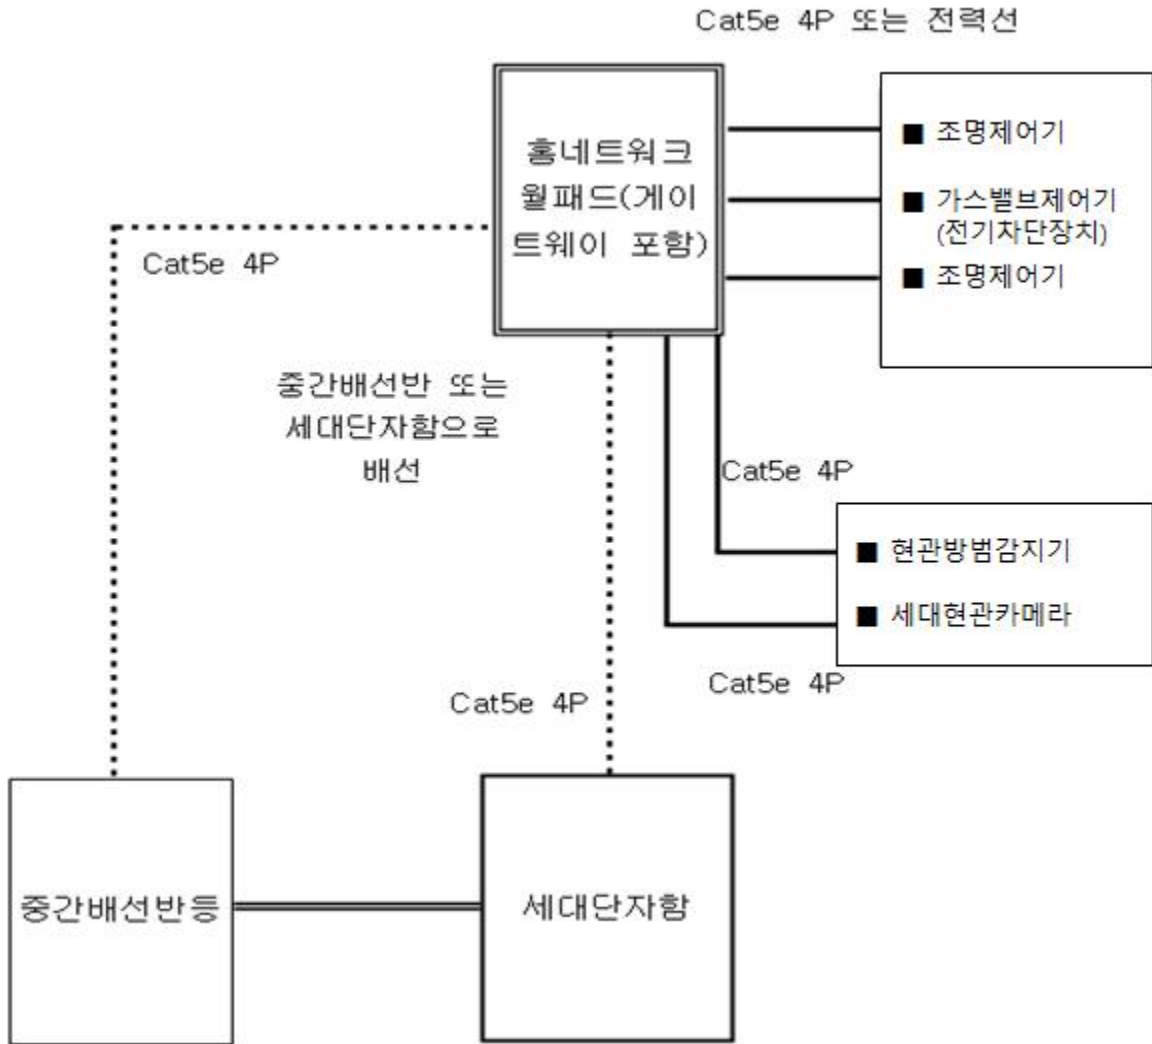 Cat5e 4P 또는 전력선
홈네트워크
월패드(게이
트웨이 포함)
■ 조명제어기
■ 가스밸브제어기
(전기차단장치)
■ 조명제어기
Cat5e 4P
중간배선반 또는
세대단자함으로
배선
Cat5e 4P
■ 현관방범감지기
■ 세대현관카메라
Cat5e 4P
Cat5e 4P
중간배선반등
세대단자함